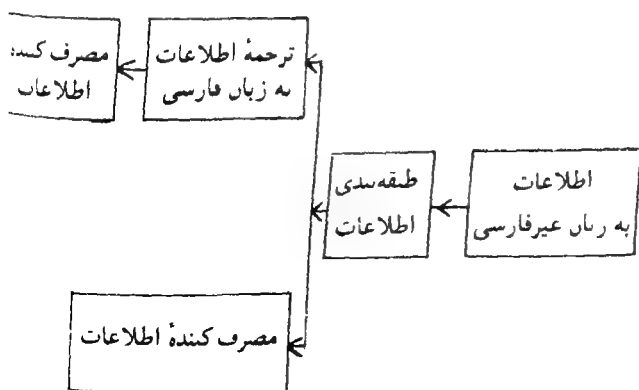 ترجمهٔ اطلاعات
به زبان فارسی
مصرف کننده
اطلاعات
طبقه‌بندی
اطلاعات
اطلاعات
به زبان غیرفارسی
مصرف کنندهٔ اطلاعات